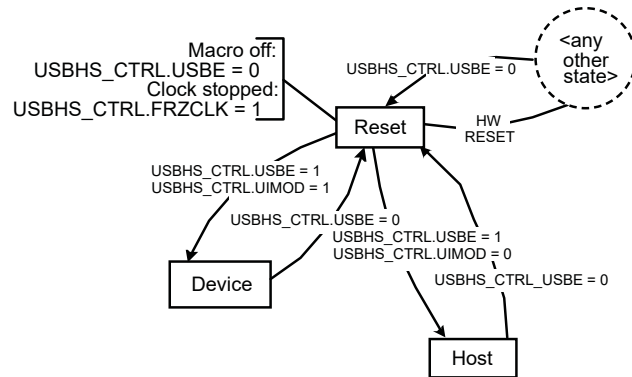 Macro off:
USBHS_CTRL.USBE = 0
Clock stopped:
USBHS_CTRL.FRZCLK = 1
<any
other
state>
USBHS_CTRL.USBE = 0
Reset
HW
RESET
USBHS_CTRL.USBE = 1
USBHS_CTRL.UIMOD = 1
USBHS_CTRL.USBE = 0
USBHS_CTRL.USBE = 1
USBHS_CTRL.UIMOD = 0
USBHS_CTRL_USBE = 0
Device
Host